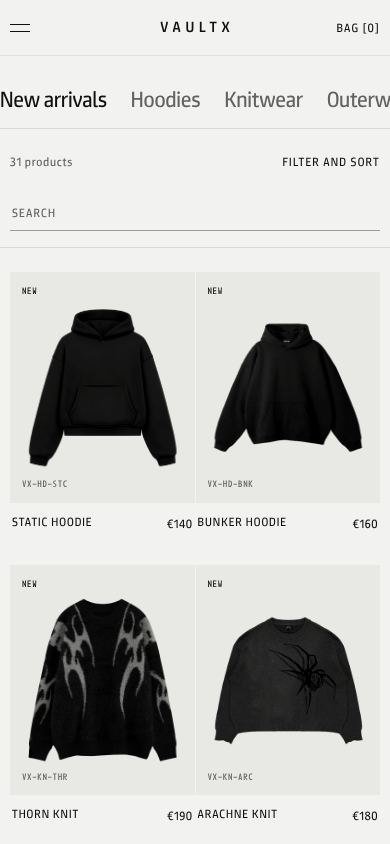 VAULTX
BAG [0]
New arrivals Hoodies Knitwear Outerw
31 products
FILTER AND SORT
SEARCH
NEW
NEW
VX-HD-STC
VX-HD-BNK
STATIC HOODIE €140
BUNKER HOODIE €160
NEW
NEW
VX-KN-THR
VX-KN-ARC
THORN KNIT €190
ARACHNE KNIT €180